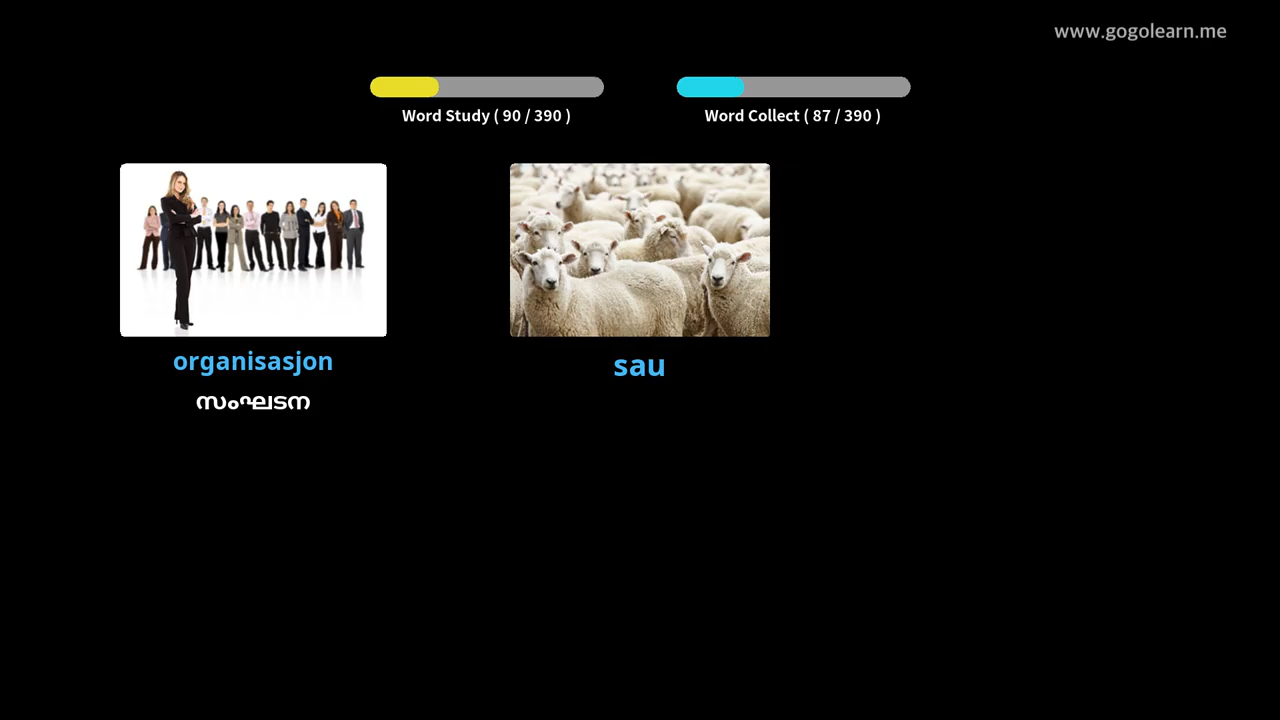 www.gogolearn.me
Word Study ( 90 / 390 )
Word Collect ( 87 / 390 )
organisasjon
സംഘടന
sau